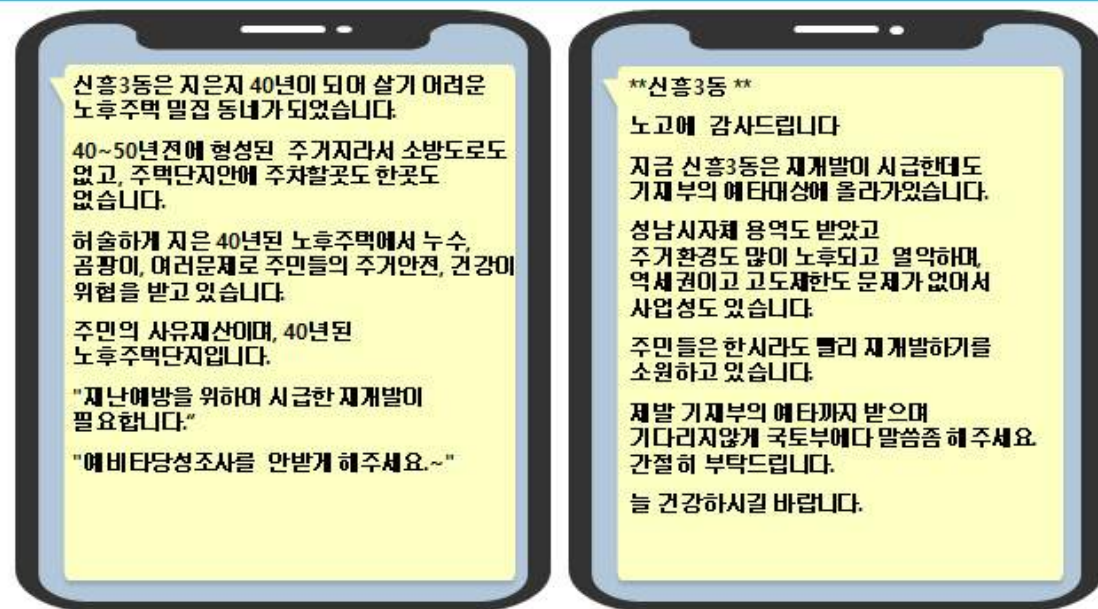 신흥3동은 지은지 40년이 되어 살기 어려운
노후주택 밀집 동네가 되었습니다.
40~50년전에 형성된 주거지라서 소방도로도
없고, 주택단지안에 주차할곳도 한곳도
없습니다.
허술하게 지은 40년된 노후주택에서 누수,
곰팡이, 여러문제로 주민들의 주거안전, 건강이
위협을 받고 있습니다.
주민의 사유재산이며, 40년된
노후주택단지입니다.
"재난예방을 위하여 시급한 재개발이
필요합니다."
"예비타당성조사를 안받게 해주세요.~"
**신흥3동 **
노고에 감사드립니다
지금 신흥3동은 재개발이 시급한데도
기재부의 예타대상에 올라가있습니다.
성남시자체 용역도 받았고
주거환경도 많이 노후되고 열악하며,
역세권이고 고도제한도 문제가 없어서
사업성도 있습니다.
주민들은 한시라도 빨리 재개발하기를
소원하고 있습니다.
제발 기재부의 예타까지 받으며
기다리지않게 국토부에다 말씀좀 해 주세요.
간절히 부탁드립니다.
늘 건강하시길 바랍니다.